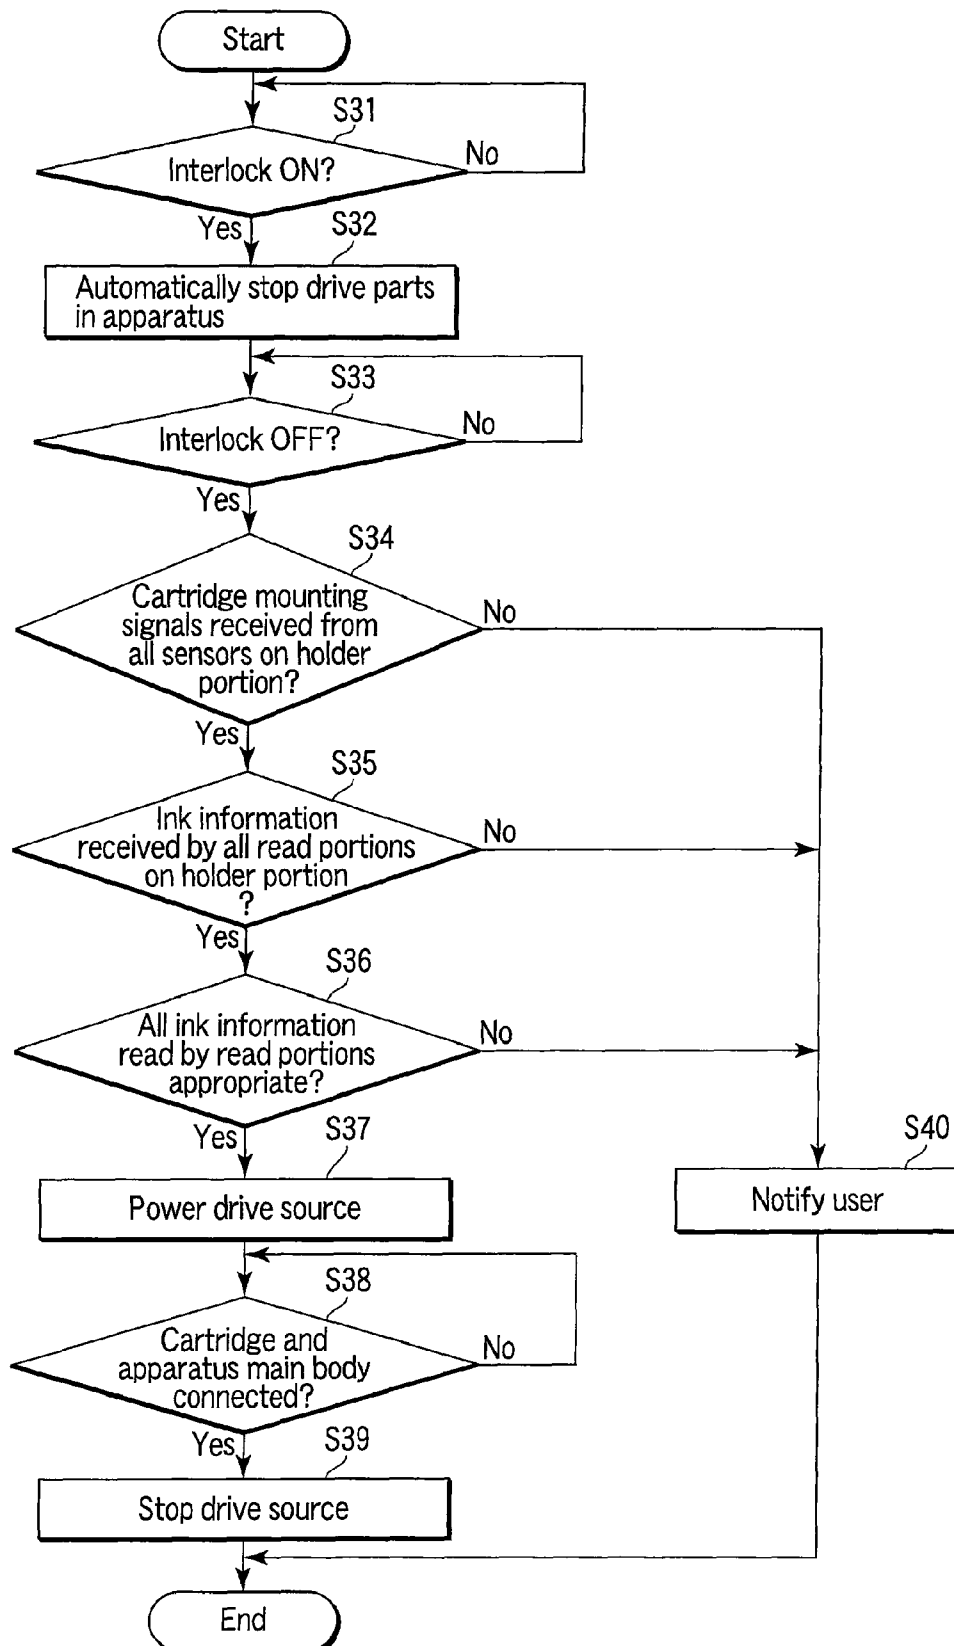 Start
S31
Interlock ON?
No
Yes
S32
Automatically stop drive parts
in apparatus
S33
Interlock OFF?
No
Yes
S34
Cartridge mounting
signals received from
all sensors on holder
portion?
No
Yes
S35
Ink information
received by all read portions
on holder portion
?
No
Yes
S36
All ink information
read by read portions
appropriate?
No
Yes
S37
Power drive source
S40
Notify user
S38
Cartridge and
apparatus main body
connected?
No
Yes
S39
Stop drive source
End